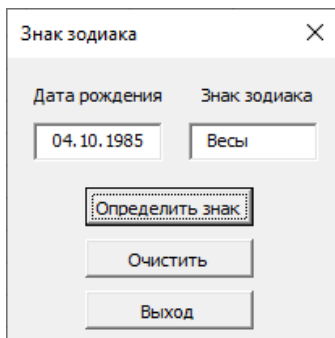 Знак зодиака
Дата рождения Знак зодиака
04.10.1985 Весы
Определить знак
Очистить
Выход